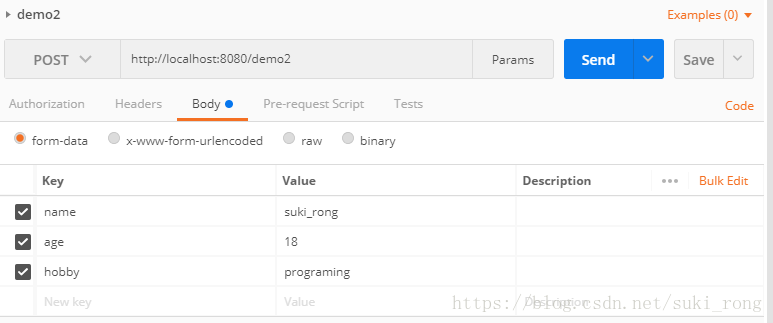 demo2 Examples (0)
POST http://localhost:8080/demo2 Params Send Save
Authorization Headers Body Pre-request Script Tests Code
form-data x-www-form-urlencoded raw binary
Key Value Description ••• Bulk Edit
name suki_rong
age 18
hobby programing
New key Value Description
https://blog.csdn.net/suki_rong